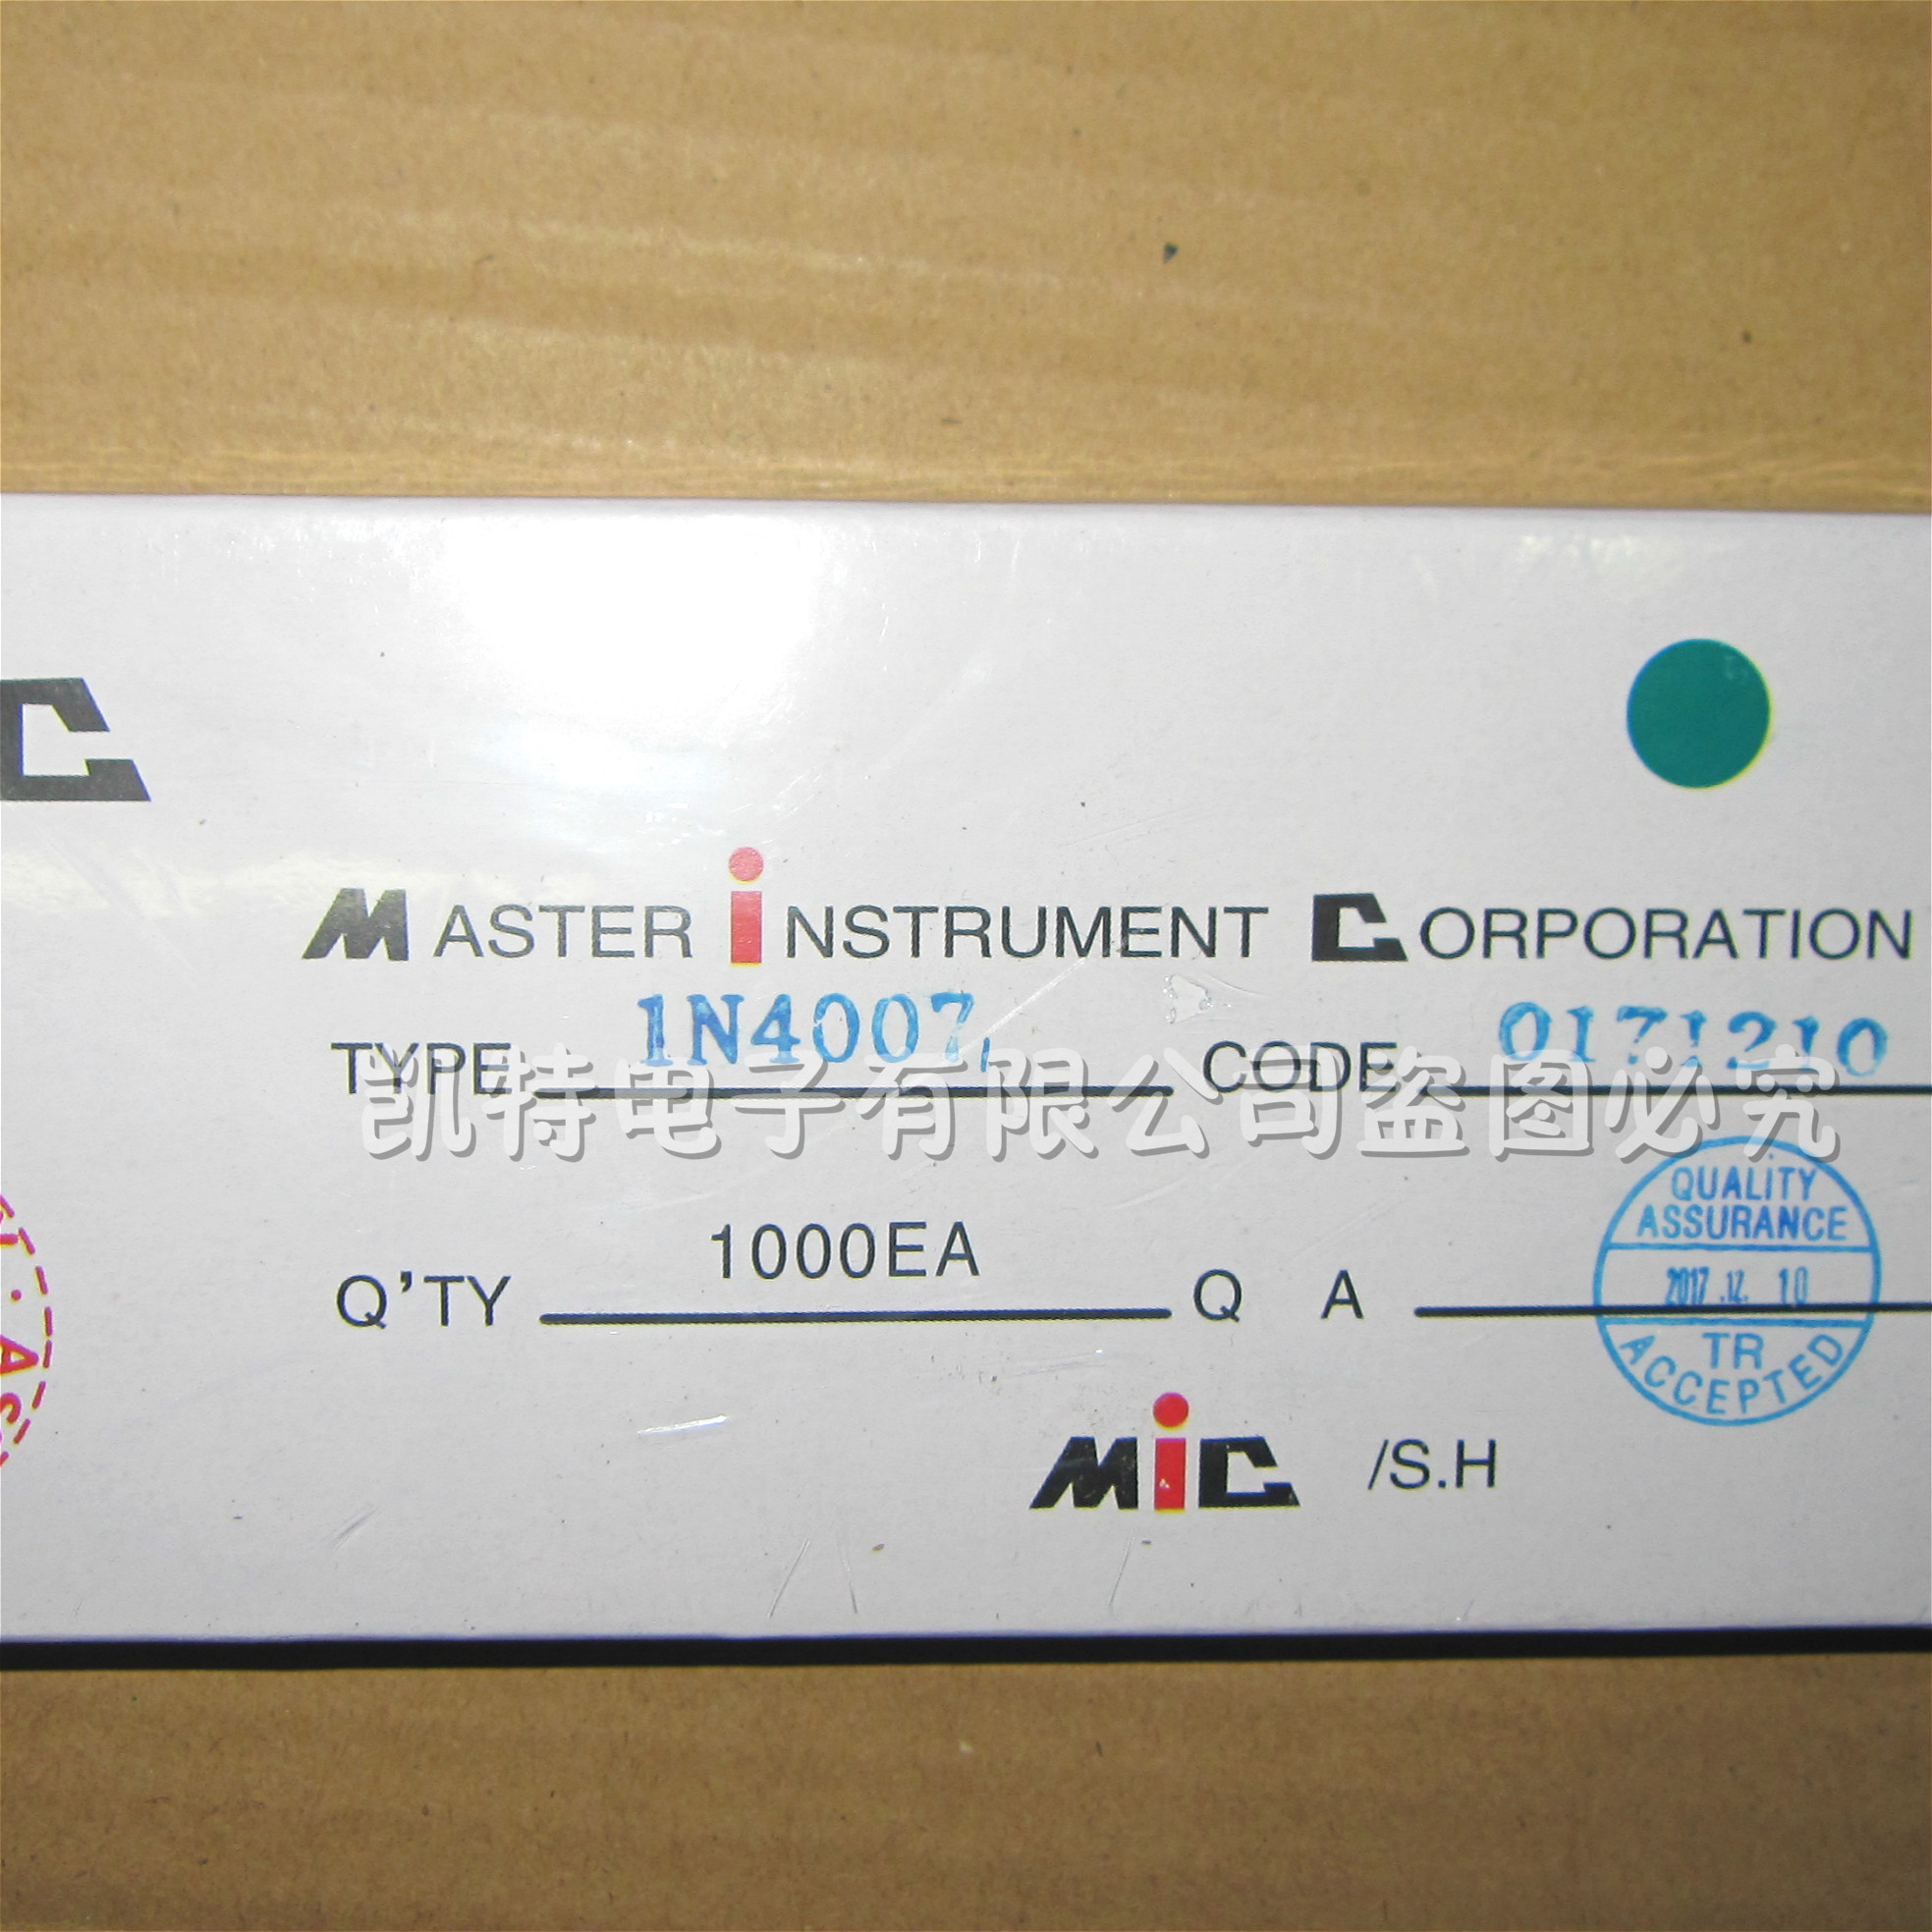 C
MASTER iNSTRUMENT CORPORATION
TYPE 1N4007 CODE 0171210
凯特电子有限公司盗图必究
Q'TY 1000EA Q A
QUALiTY
ASSURANCE
2017.12. 10
TR
ACCEPTED
MiC /S.H